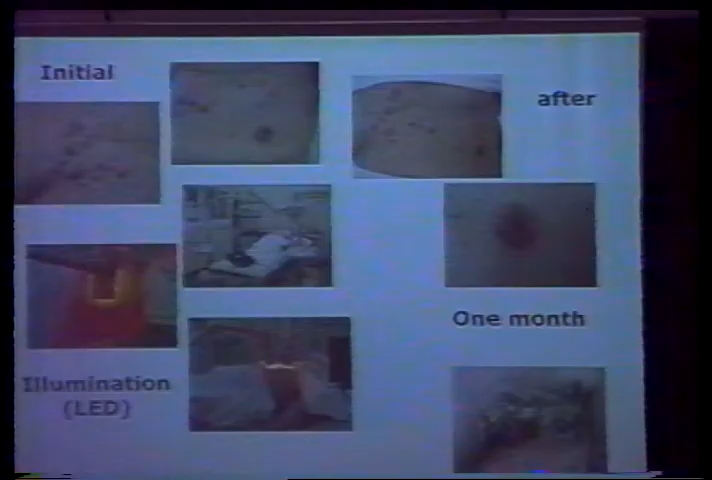 Initial
after
One month
Illumination
(LED)